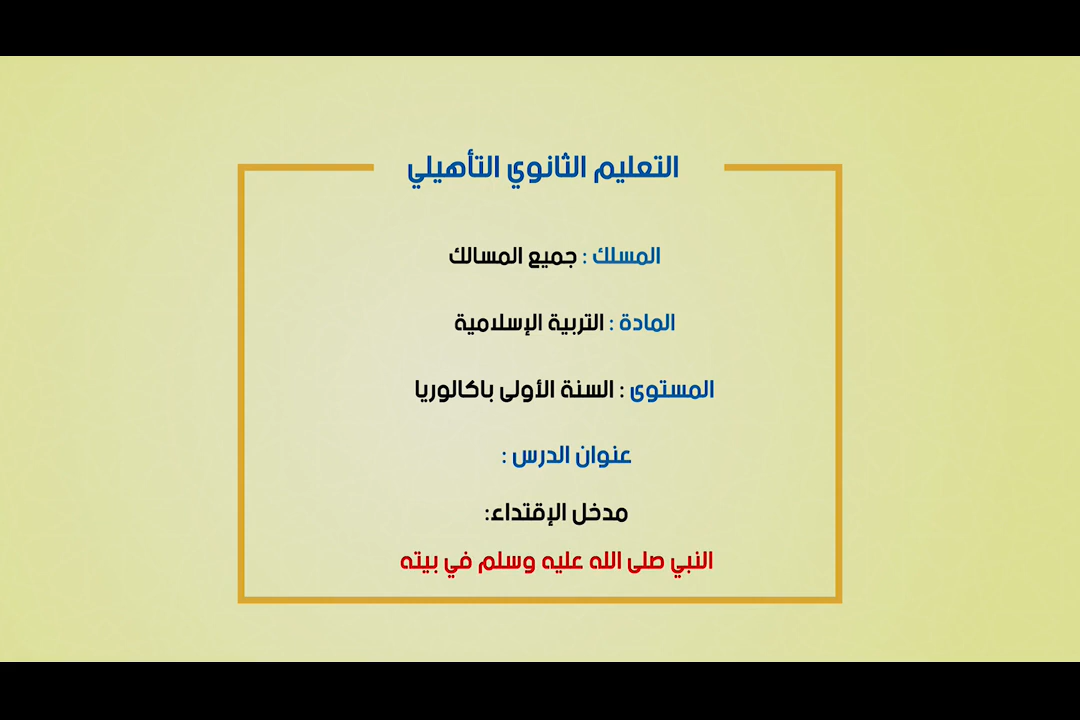 التعليم الثانوي التأهيلي
المسلك : جميع المسالك
المادة : التربية الإسلامية
المستوى : السنة الأولى باكالوريا
عنوان الدرس :
مدخل الإقتداء:
النبي صلى الله عليه وسلم في بيته